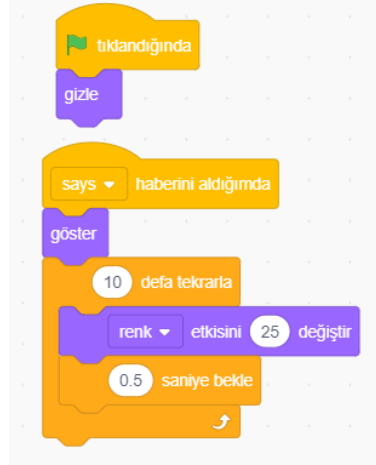 tıklandığında
gizle
says haberini aldığımda
göster
10 defa tekrarla
renk etkisini 25 değiştir
0.5 saniye bekle